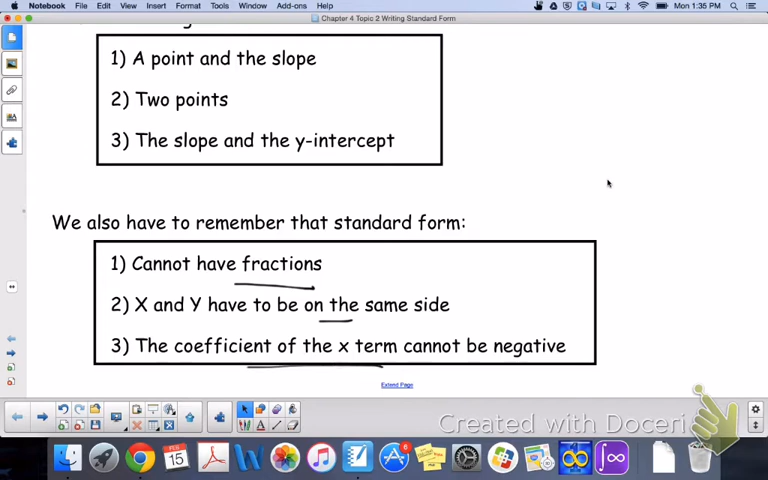 Notebook File Edit View Insert Format Tools Window Add-ons Help Mon 1:35 PM
Chapter 4 Topic 2 Writing Standard Form
1) A point and the slope
2) Two points
3) The slope and the y-intercept
We also have to remember that standard form:
1) Cannot have fractions
2) X and Y have to be on the same side
3) The coefficient of the x term cannot be negative
Extend Page
Created with Doceri
FEB
15
6